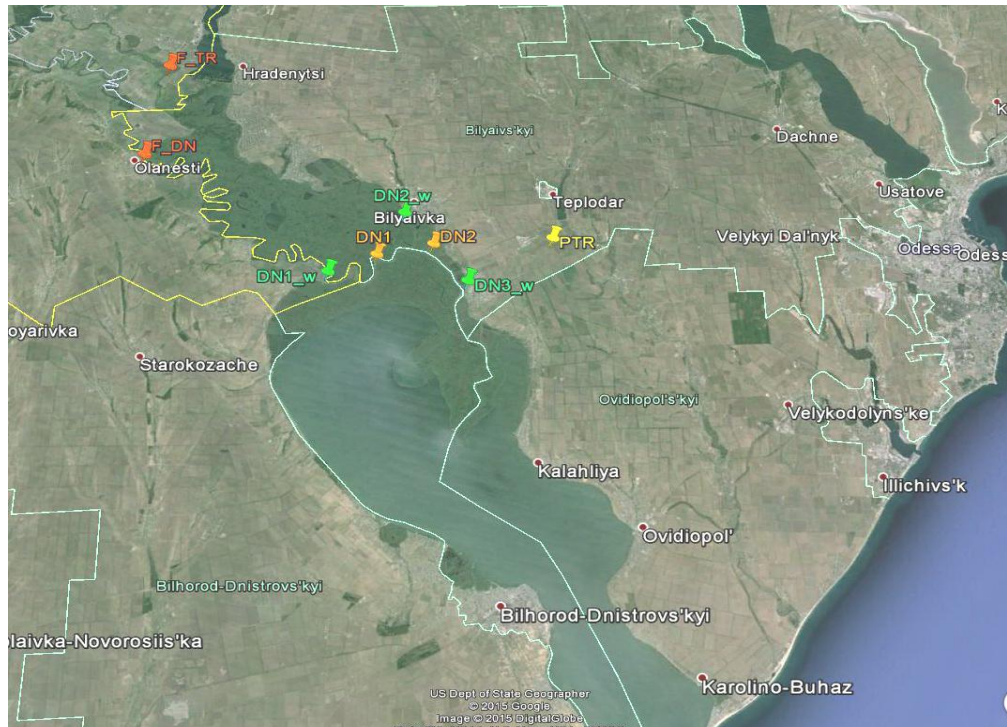 F_TR
Hradenytsi
K
Bilyaivs'kyi
Dachne
F_DN
Olanesti
Usatove
DN2_w
Teplodar
Bilyaivka
DN1
DN2
PTR
Velykyi Dal'nyk
Odessa
Odess
DN1_w
DN3_w
oyarivka
Starokozache
Ovidiopol's'kyi
Velykodolyns'ke
Kalahliya
Illichivs'k
Ovidiopol'
Bilhorod-Dnistrovs'kyi
Bilhorod-Dnistrovs'kyi
olaivka-Novorosiis'ka
Karolino-Buhaz
US Dept of State Geographer
© 2015 Google
Image © 2015 DigitalGlobe